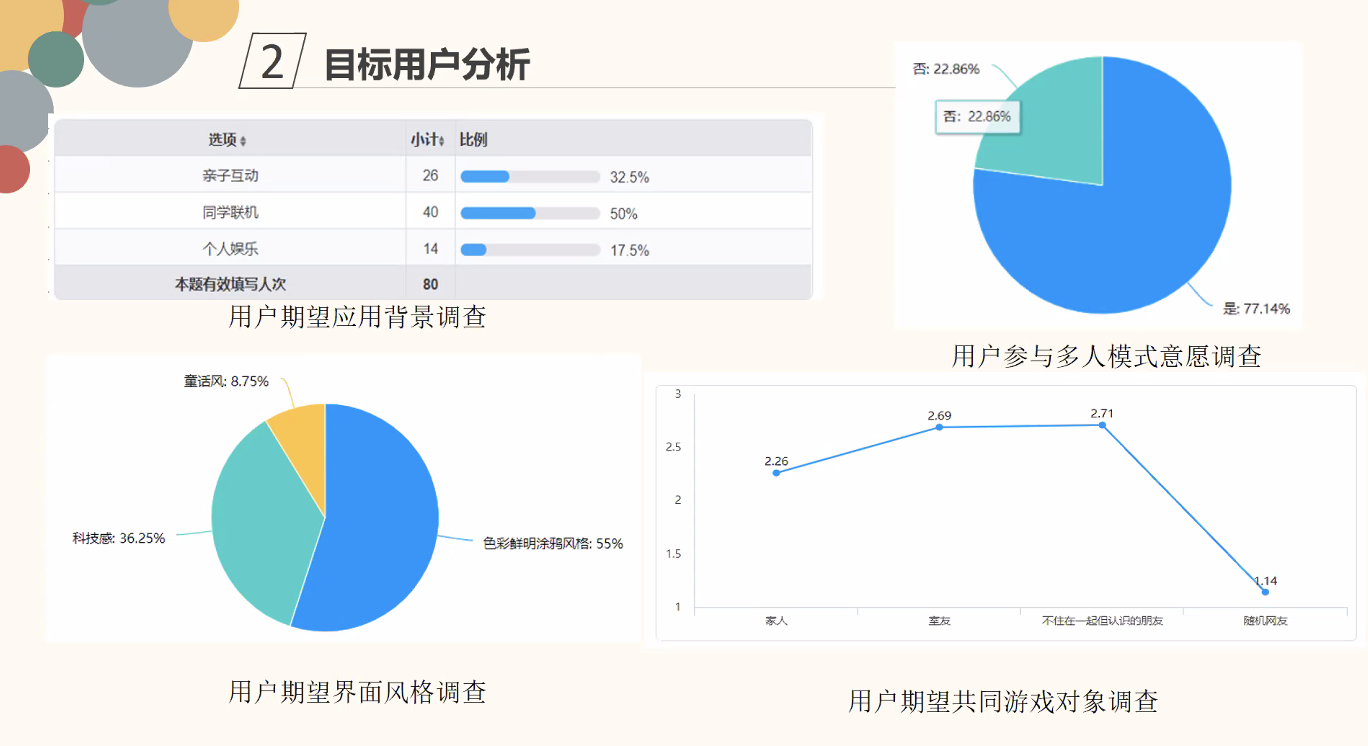 2 目标用户分析
选项 小计 比例
亲子互动 26 32.5%
同学联机 40 50%
个人娱乐 14 17.5%
本题有效填写人次 80
用户期望应用背景调查
否: 22.86%
否: 22.86%
是: 77.14%
用户参与多人模式意愿调查
童话风: 8.75%
科技感: 36.25%
色彩鲜明涂鸦风格: 55%
用户期望界面风格调查
3
2.5
2
1.5
1
2.26
2.69
2.71
1.14
家人 室友 不住在一起但认识的朋友 随机网友
用户期望共同游戏对象调查